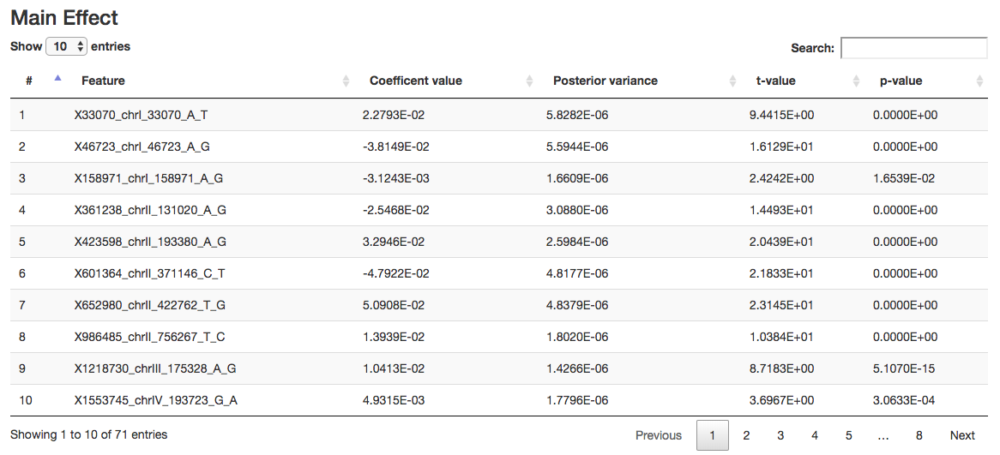 Main Effect
Show 10 entries Search:
# Feature Coefficent value Posterior variance t-value p-value
1 X33070_chrI_33070_A_T 2.2793E-02 5.8282E-06 9.4415E+00 0.0000E+00
2 X46723_chrI_46723_A_G -3.8149E-02 5.5944E-06 1.6129E+01 0.0000E+00
3 X158971_chrI_158971_A_G -3.1243E-03 1.6609E-06 2.4242E+00 1.6539E-02
4 X361238_chrII_131020_A_G -2.5468E-02 3.0880E-06 1.4493E+01 0.0000E+00
5 X423598_chrII_193380_A_G 3.2946E-02 2.5984E-06 2.0439E+01 0.0000E+00
6 X601364_chrII_371146_C_T -4.7922E-02 4.8177E-06 2.1833E+01 0.0000E+00
7 X652980_chrII_422762_T_G 5.0908E-02 4.8379E-06 2.3145E+01 0.0000E+00
8 X986485_chrII_756267_T_C 1.3939E-02 1.8020E-06 1.0384E+01 0.0000E+00
9 X1218730_chrIII_175328_A_G 1.0413E-02 1.4266E-06 8.7183E+00 5.1070E-15
10 X1553745_chrIV_193723_G_A 4.9315E-03 1.7796E-06 3.6967E+00 3.0633E-04
Showing 1 to 10 of 71 entries Previous 1 2 3 4 5 ... 8 Next